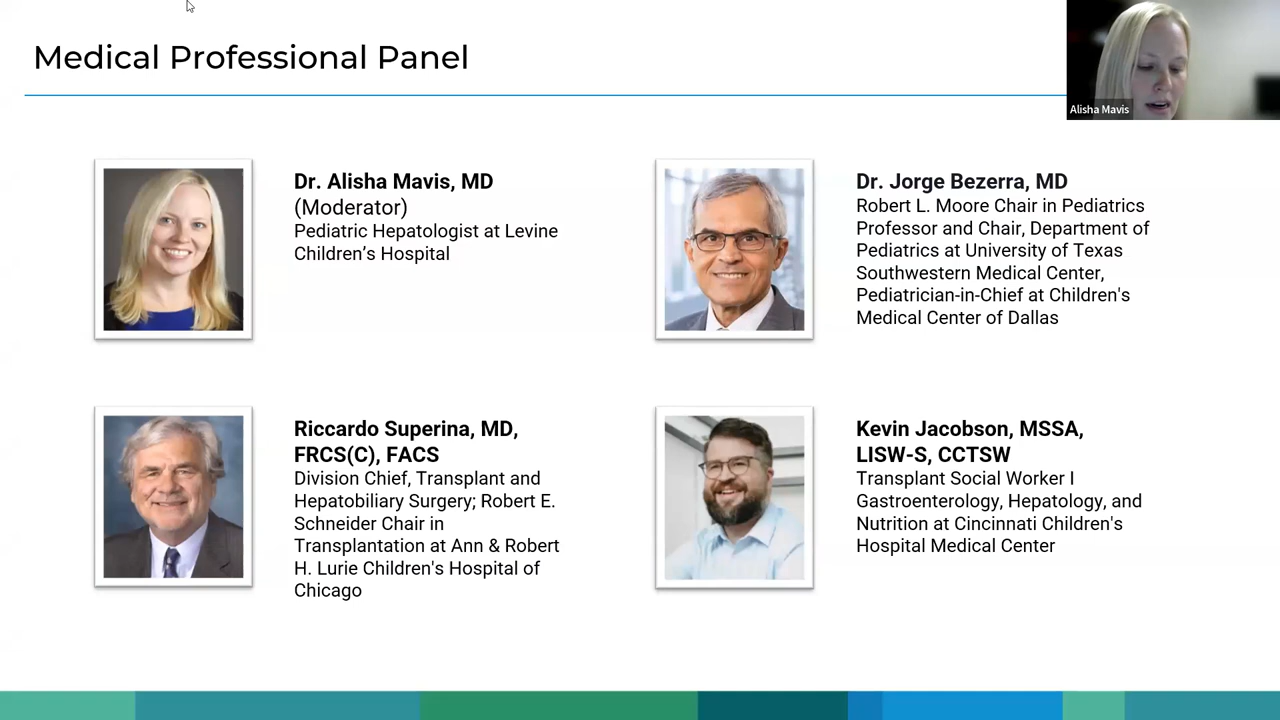 Medical Professional Panel
Alisha Mavis
Dr. Alisha Mavis, MD
(Moderator)
Pediatric Hepatologist at Levine
Children’s Hospital
Dr. Jorge Bezerra, MD
Robert L. Moore Chair in Pediatrics
Professor and Chair, Department of
Pediatrics at University of Texas
Southwestern Medical Center,
Pediatrician-in-Chief at Children's
Medical Center of Dallas
Riccardo Superina, MD,
FRCS(C), FACS
Division Chief, Transplant and
Hepatobiliary Surgery; Robert E.
Schneider Chair in
Transplantation at Ann & Robert
H. Lurie Children's Hospital of
Chicago
Kevin Jacobson, MSSA,
LISW-S, CCTSW
Transplant Social Worker I
Gastroenterology, Hepatology, and
Nutrition at Cincinnati Children's
Hospital Medical Center